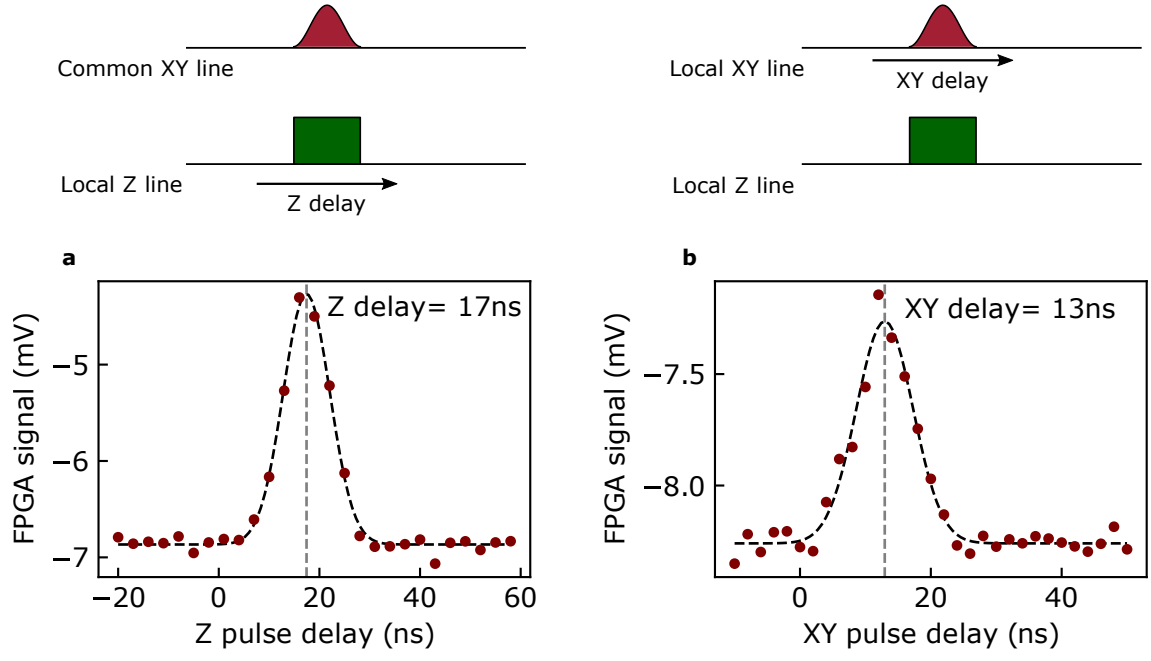 Common XY line
Local Z line
Z delay
Local XY line
XY delay
Local Z line
a
Z delay= 17ns
FPGA signal (mV)
−5
−6
−7
−20 0 20 40 60
Z pulse delay (ns)
b
XY delay= 13ns
FPGA signal (mV)
−7.5
−8.0
0 20 40
XY pulse delay (ns)